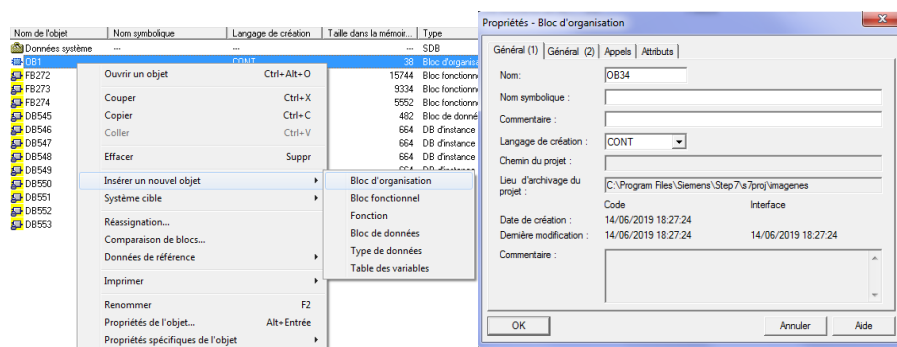 Nom de l'objet Nom symbolique Langage de création Taille dans la mémoir... Type
Données système --- --- --- SDB
OB1 CONT 38 Bloc d'organisa
FB272 15744 Bloc fonctionn
FB273 9334 Bloc fonctionn
FB274 5552 Bloc fonctionn
DB545 482 Bloc de donné
DB546 664 DB d'instance
DB547 664 DB d'instance
DB548 664 DB d'instance
DB549 664 DB d'instance
DB550
DB551
DB552
DB553
Ouvrir un objet Ctrl+Alt+O
Couper Ctrl+X
Copier Ctrl+C
Coller Ctrl+V
Effacer Suppr
Insérer un nouvel objet
Système cible
Réassignation...
Comparaison de blocs...
Données de référence
Imprimer
Renommer F2
Propriétés de l'objet... Alt+Entrée
Propriétés spécifiques de l'objet
Bloc d'organisation
Bloc fonctionnel
Fonction
Bloc de données
Type de données
Table des variables
Propriétés - Bloc d'organisation
Général (1) Général (2) Appels Attributs
Nom: OB34
Nom symbolique :
Commentaire :
Langage de création : CONT
Chemin du projet :
Lieu d'archivage du
projet : C:\Program Files\Siemens\Step7\s7proj\imagenes
Code Interface
Date de création : 14/06/2019 18:27:24
Dernière modification : 14/06/2019 18:27:24 14/06/2019 18:27:24
Commentaire :
OK Annuler Aide